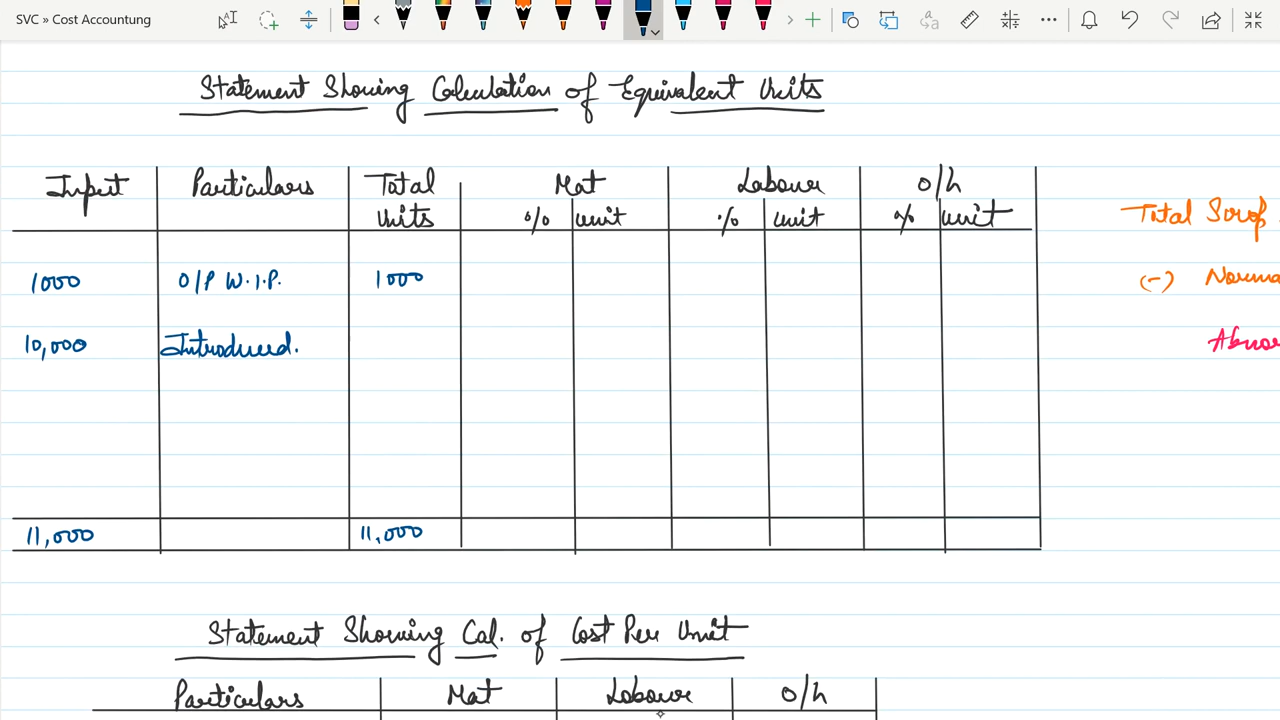 SVC » Cost Accountung
Statement Showing Calculation of Equivalent Units
Input Particulars Total Units Mat Labour O/h
% unit % unit % unit
Total Scrap
1000 O/P W.I.P. 1000
(-)
10,000 Introduced.
11,000 11,000
Statement Showing Cal. of Cost Per Unit
Particulars Mat Labour O/h